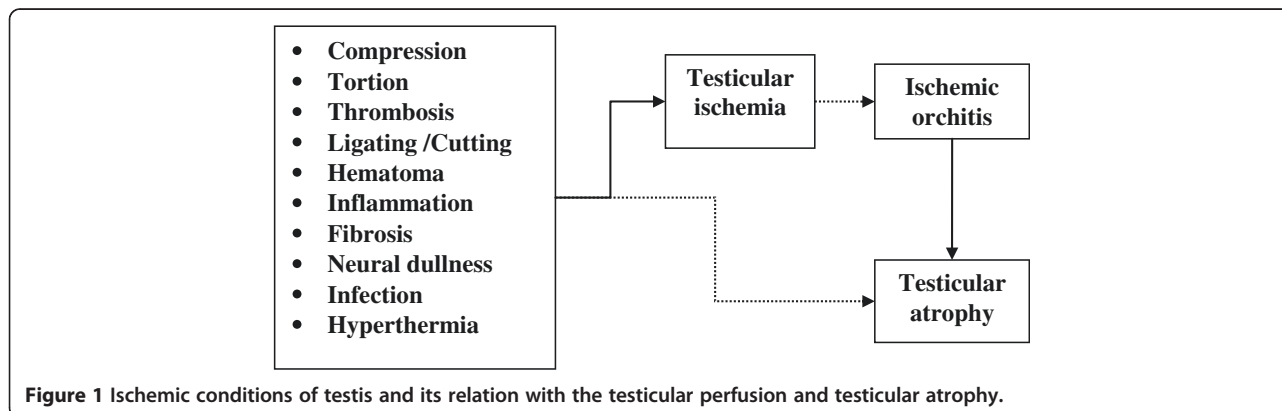 • Compression
• Tortion
• Thrombosis
• Ligating /Cutting
• Hematoma
• Inflammation
• Fibrosis
• Neural dullness
• Infection
• Hyperthermia
Testicular
ischemia
Ischemic
orchitis
Testicular
atrophy
Figure 1 Ischemic conditions of testis and its relation with the testicular perfusion and testicular atrophy.